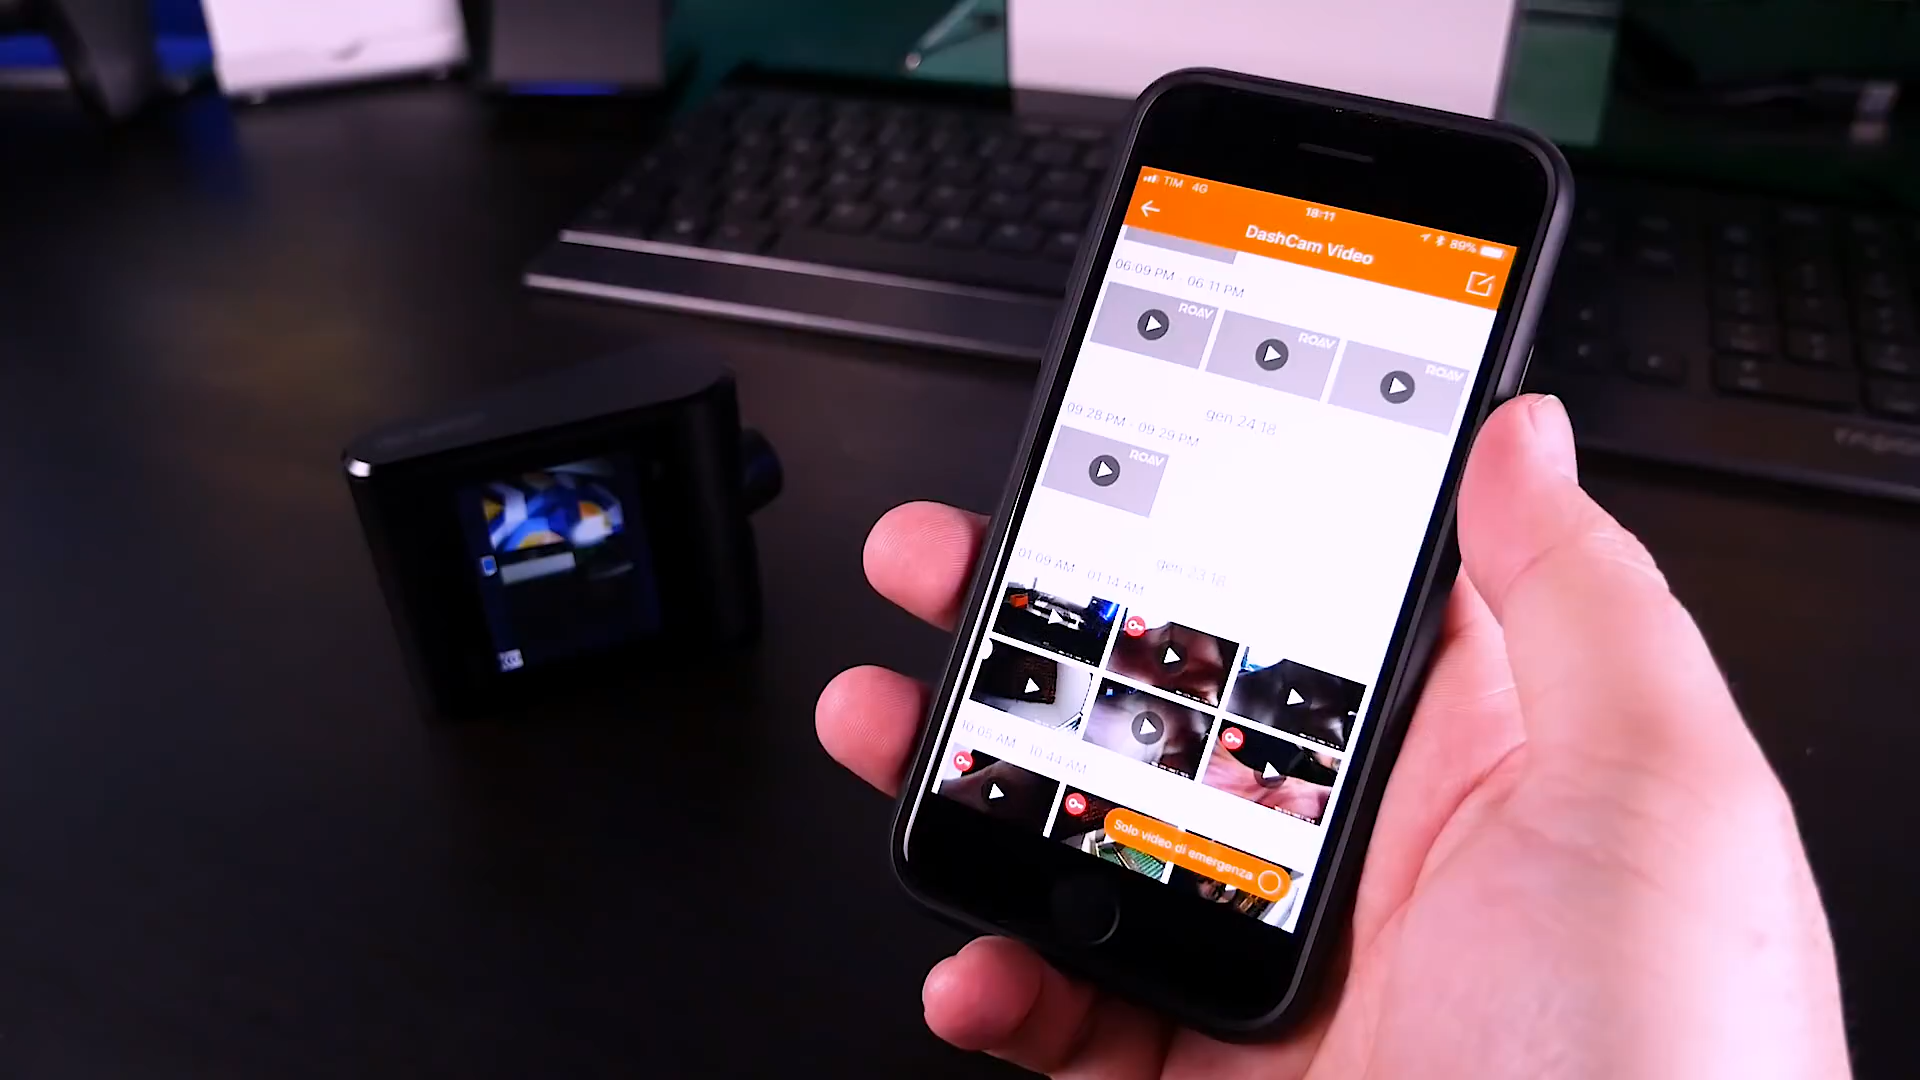 TIM 4G
18:11
89%
DashCam Video
06:09 PM - 06:11 PM
ROAV
ROAV
ROAV
gen 24,18
09:28 PM - 09:29 PM
ROAV
gen 23,18
01:09 AM - 01:14 AM
10:05 AM - 10:44 AM
Solo video di emergenza